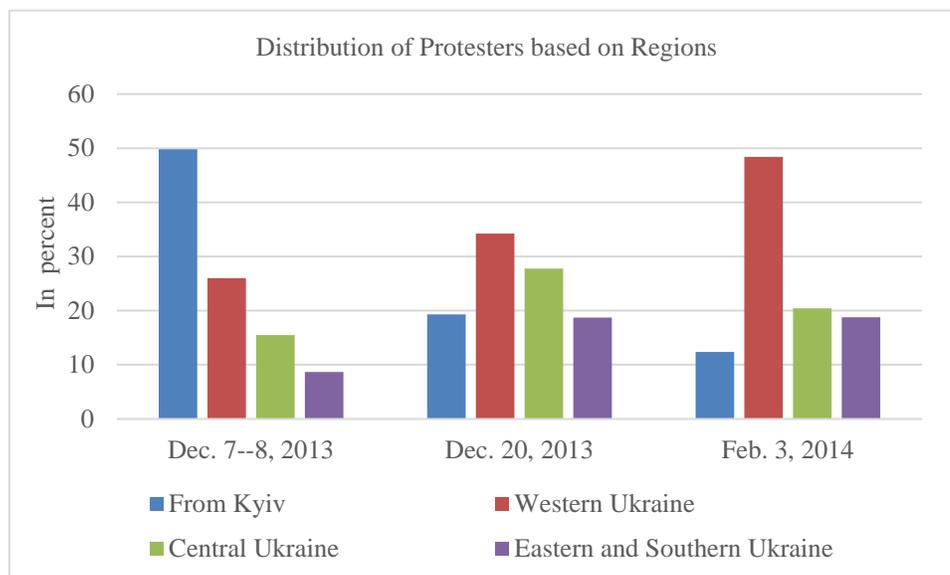 Distribution of Protesters based on Regions
60
50
40
30
20
10
0
In percent
Dec. 7--8, 2013
Dec. 20, 2013
Feb. 3, 2014
From Kyiv
Western Ukraine
Central Ukraine
Eastern and Southern Ukraine